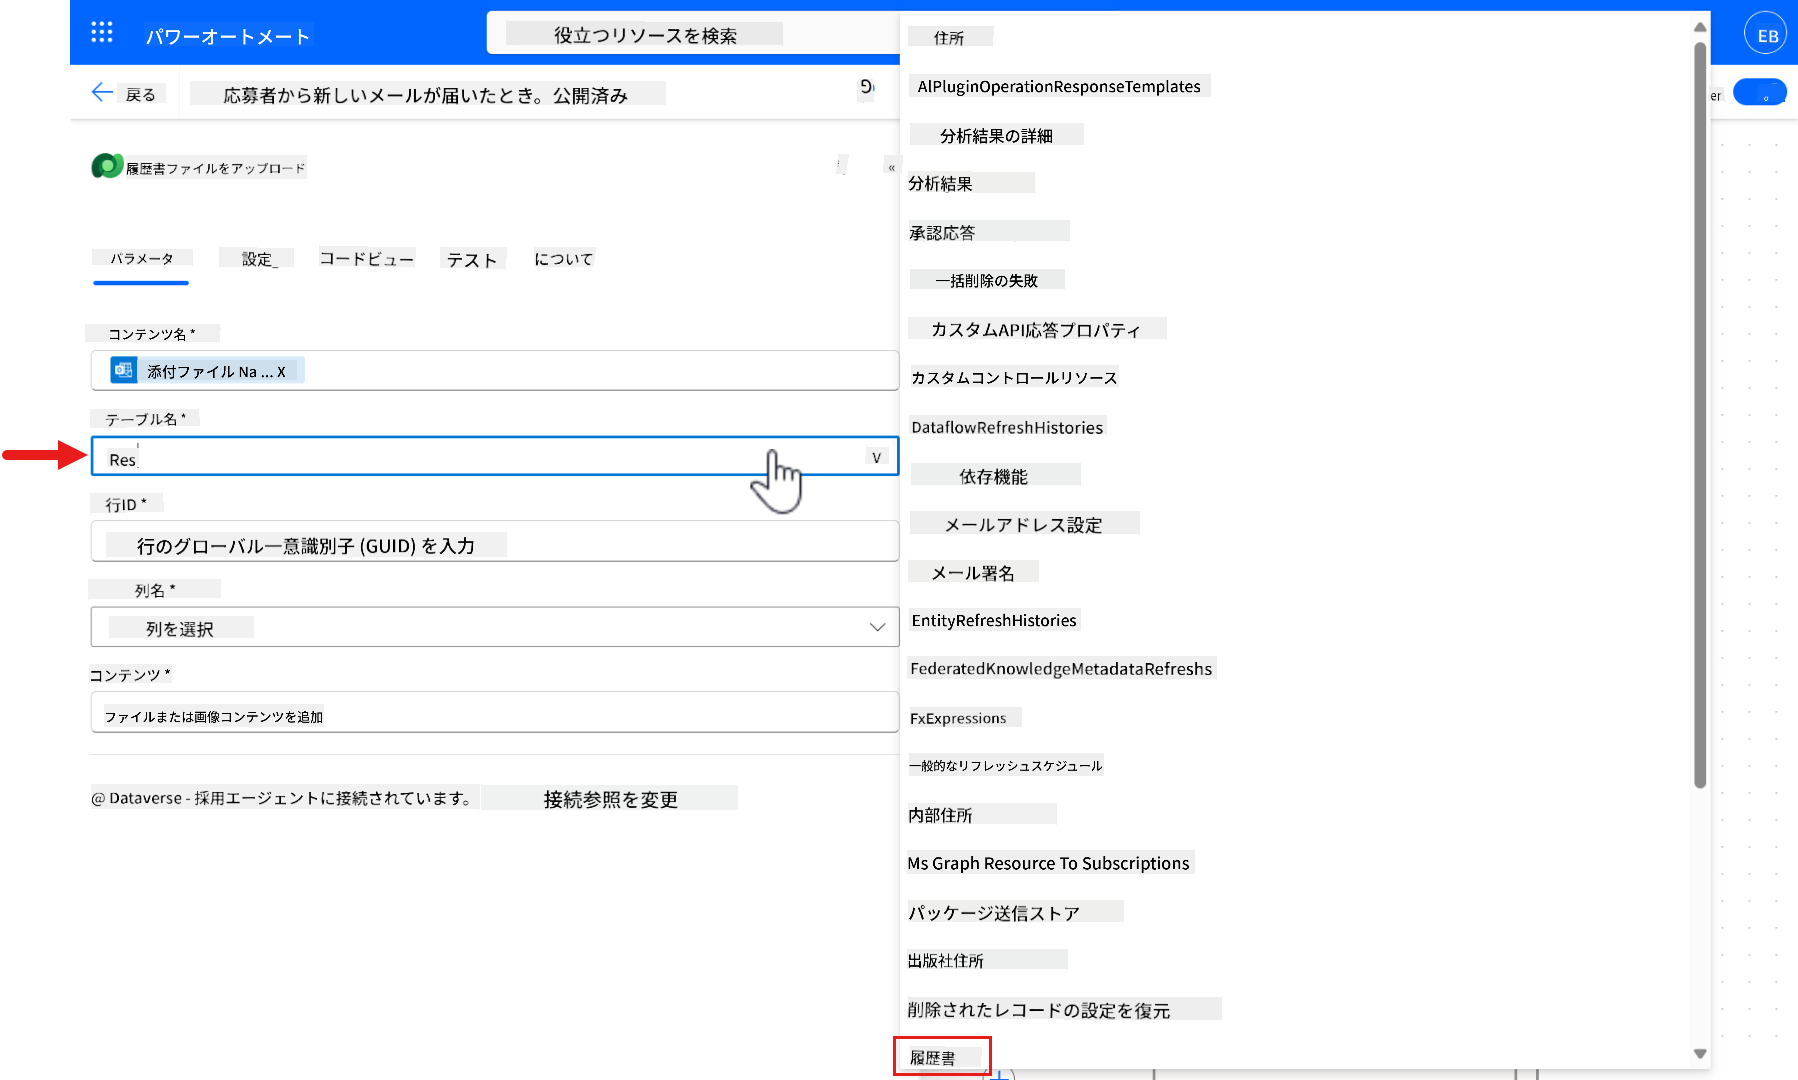 パワーオートメート
役立つリソースを検索
EB
戻る
応募者から新しいメールが届いたとき。公開済み
er
履歴書ファイルをアップロード
«
パラメータ
設定_
コードビュー
テスト
について
コンテンツ名 *
添付ファイル Na ... X
テーブル名 *
Res
V
行ID *
行のグローバル一意識別子 (GUID) を入力
列名 *
列を選択
コンテンツ *
ファイルまたは画像コンテンツを追加
@ Dataverse - 採用エージェントに接続されています。
接続参照を変更
住所
AlPluginOperationResponseTemplates
分析結果の詳細
分析結果
承認応答
一括削除の失敗
カスタムAPI応答プロパティ
カスタムコントロールリソース
DataflowRefreshHistories
依存機能
メールアドレス設定
メール署名
EntityRefreshHistories
FederatedKnowledgeMetadataRefreshs
FxExpressions
一般的なリフレッシュスケジュール
内部住所
Ms Graph Resource To Subscriptions
パッケージ送信ストア
出版社住所
削除されたレコードの設定を復元
履歴書